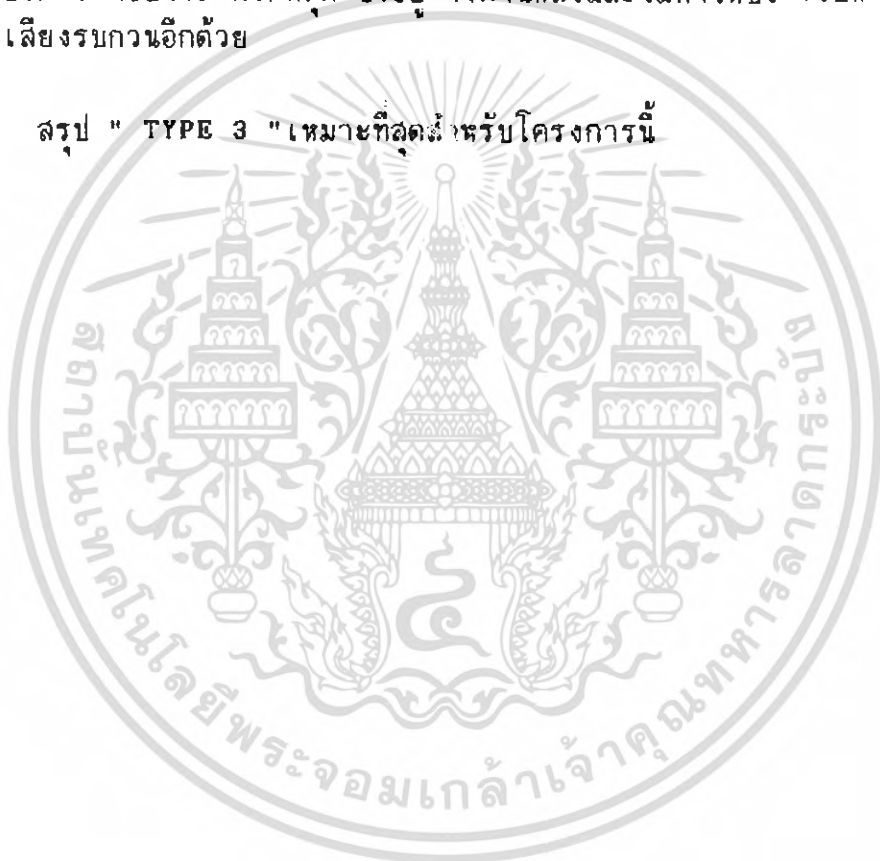 เสียงรบกวนอีกด้วย
สรุป " TYPE 3 "เหมาะที่สุดสำหรับโครงการนี้
สถาบันเทคโนโลยีพระจอมเกล้าเจ้าคุณทหารลาดกระบัง
๔